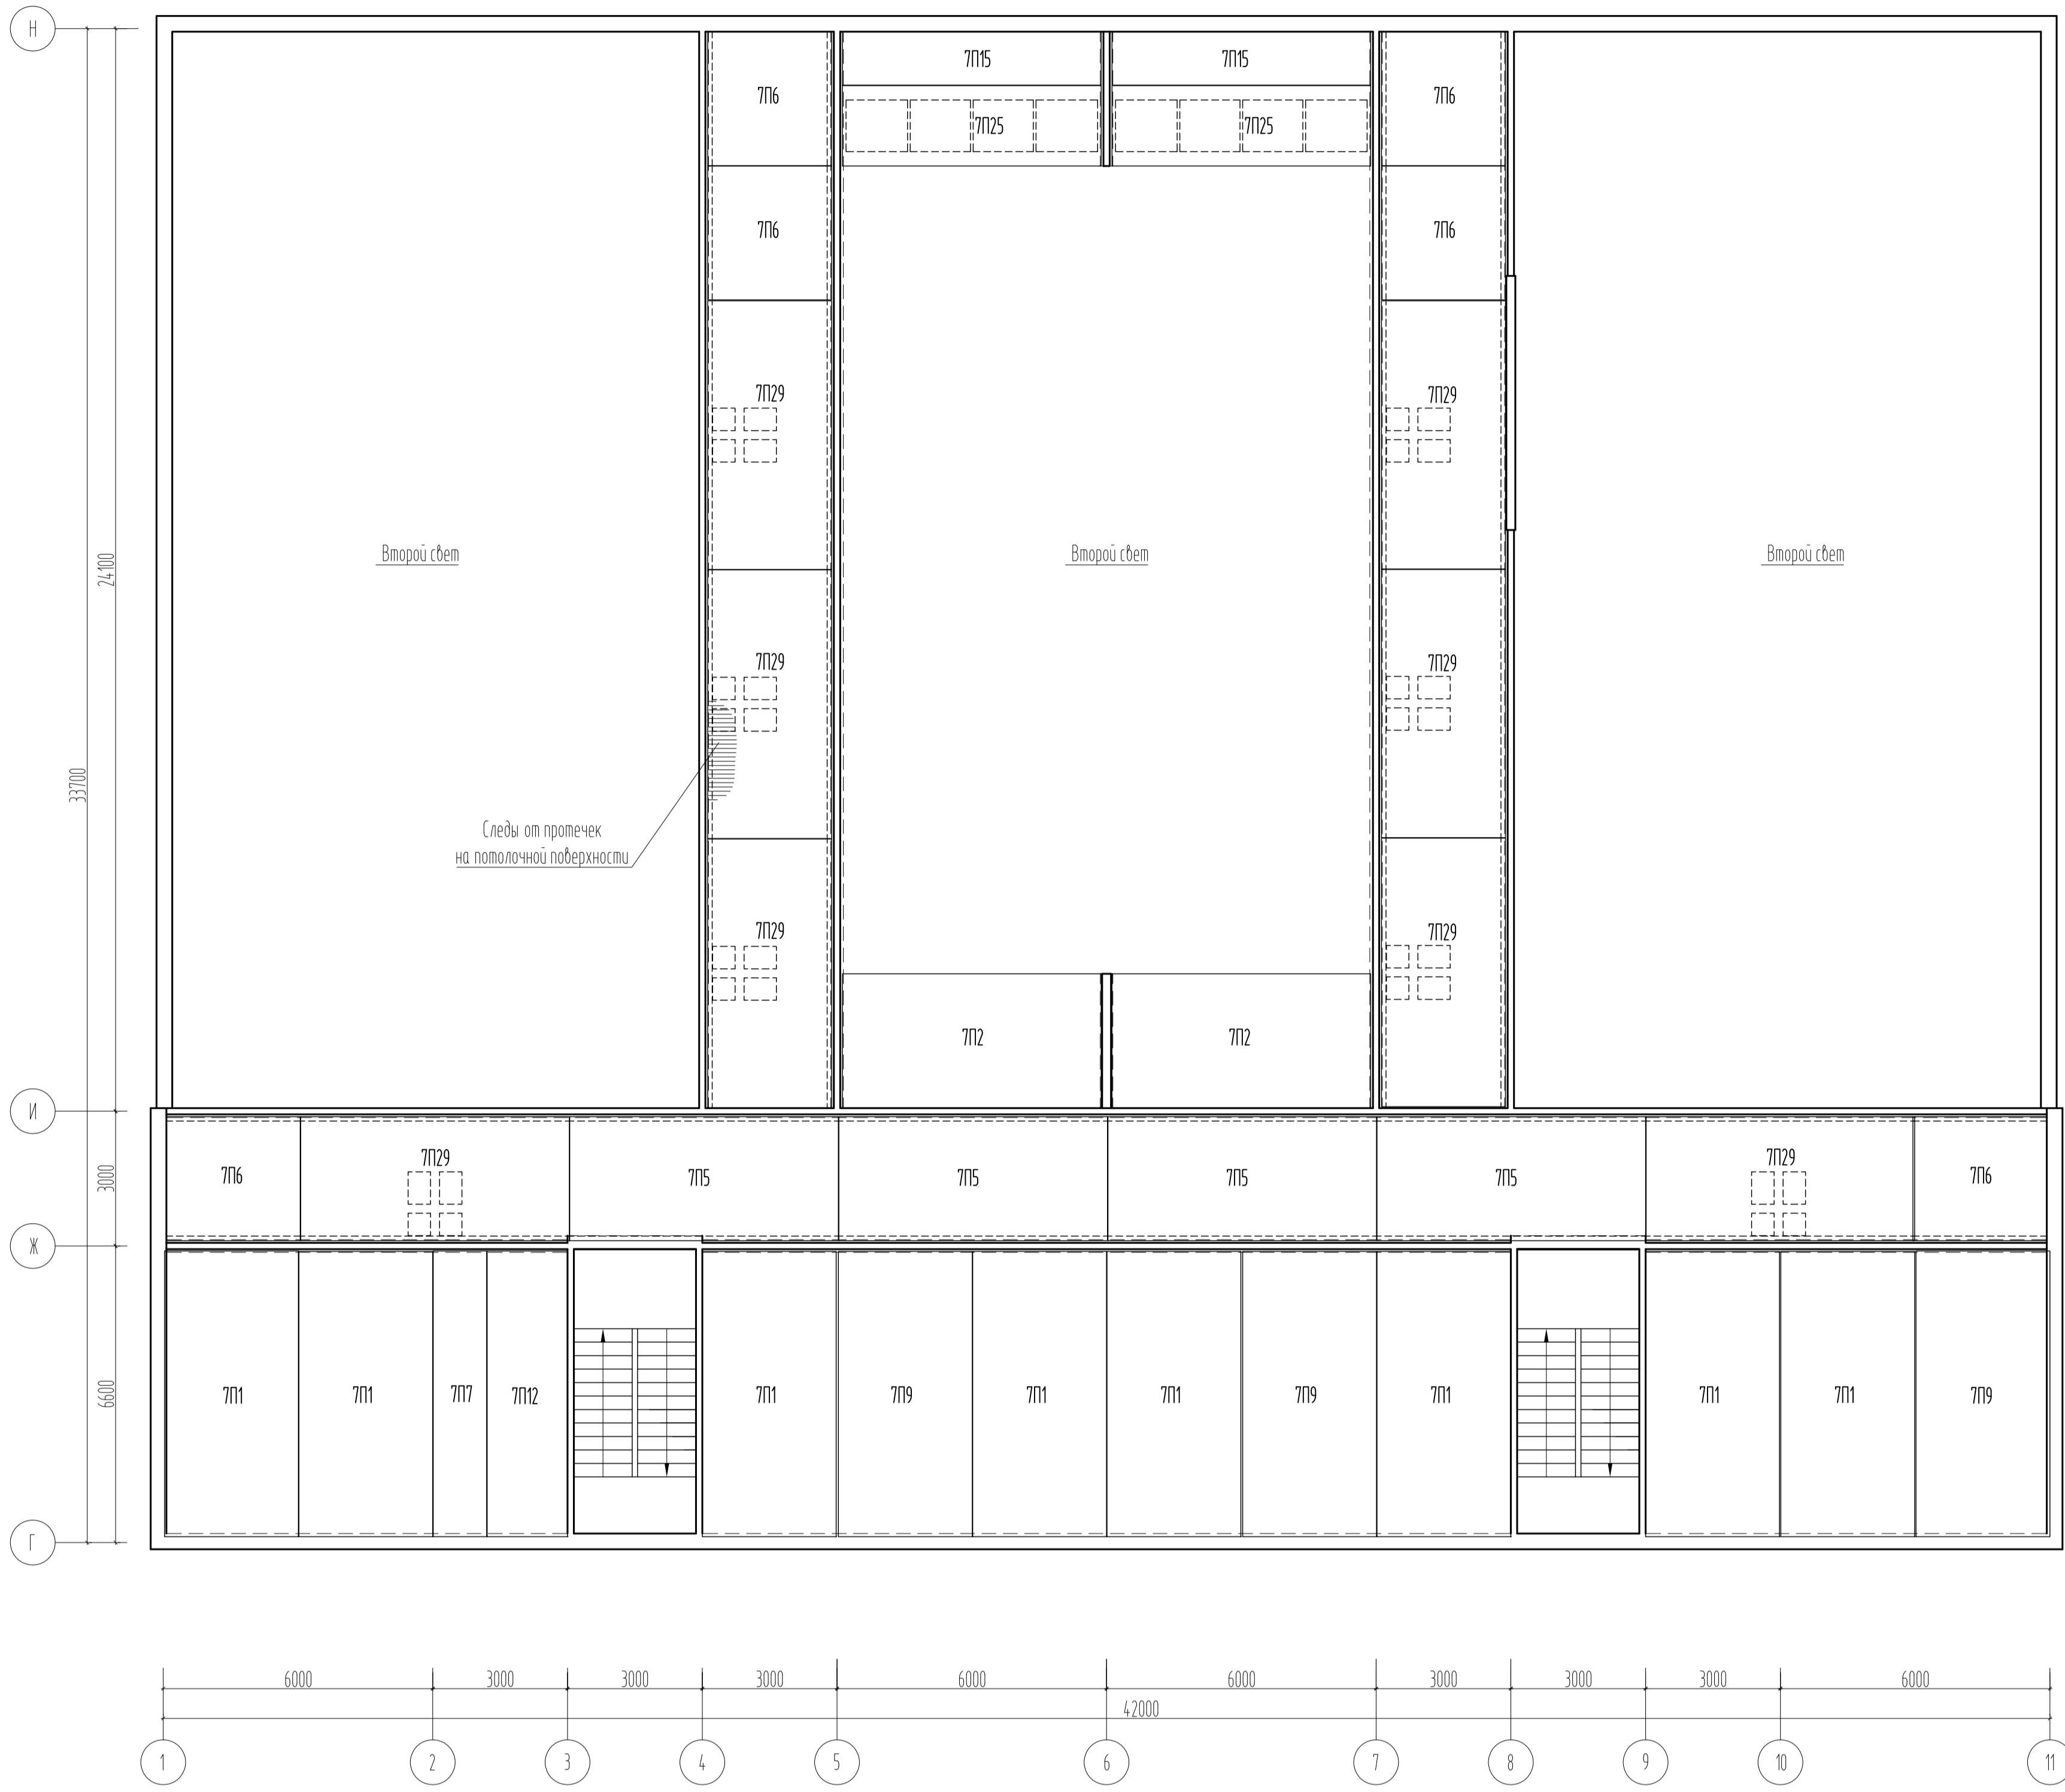 Н
7П15 7П15
7П6 7П6
7П25 7П25
7П6 7П6
7П29 7П29
Второй свет Второй свет Второй свет
24100
7П29 7П29
33700
Следы от протечек
на потолочной поверхности
7П29 7П29
7П2 7П2
И
7П29 7П29
7П6 7П5 7П5 7П5 7П5 7П6
3000
Ж
7П1 7П1 7П7 7П12 7П1 7П9 7П1 7П1 7П9 7П1 7П1 7П1 7П9
6600
Г
6000 3000 3000 3000 6000 6000 3000 3000 3000 6000
42000
1 2 3 4 5 6 7 8 9 10 11